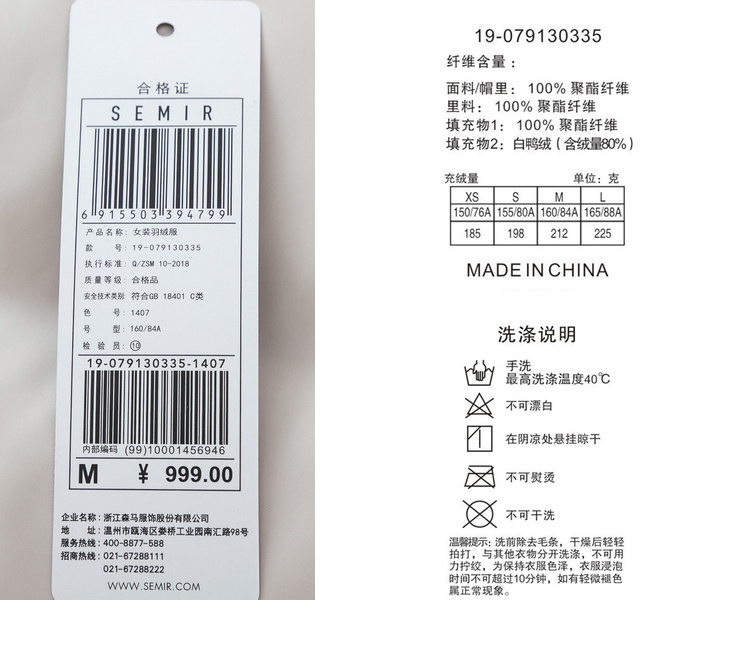 合格证
SEMIR
6 915503 394799
产品名称: 女装羽绒服
款 号: 19-079130335
执行标准: Q/ZSM 10-2018
质量等级: 合格品
安全技术类别: 符合GB 18401 C类
色 号: 1407
号 型: 160/84A
检 验 员: ⑩
19-079130335-1407
内部编码 (99)10001456946
M ¥ 999.00
企业名称: 浙江森马服饰股份有限公司
地 址: 温州市瓯海区娄桥工业园南汇路98号
服务热线: 400-8877-588
招商热线: 021-67288111
021-67288222
WWW.SEMIR.COM
19-079130335
纤维含量:
面料/帽里: 100% 聚酯纤维
里料: 100% 聚酯纤维
填充物1: 100% 聚酯纤维
填充物2: 白鸭绒 (含绒量80%)
充绒量 单位: 克
XS S M L
150/76A 155/80A 160/84A 165/88A
185 198 212 225
MADE IN CHINA
洗涤说明
手洗
最高洗涤温度40℃
不可漂白
在阴凉处悬挂晾干
不可熨烫
不可干洗
温馨提示: 洗前除去毛条, 干燥后轻轻
拍打, 与其他衣物分开洗涤, 不可用
力拧绞, 为保持衣服色泽, 衣服浸泡
时间不可超过10分钟, 如有轻微褪色
属正常现象。